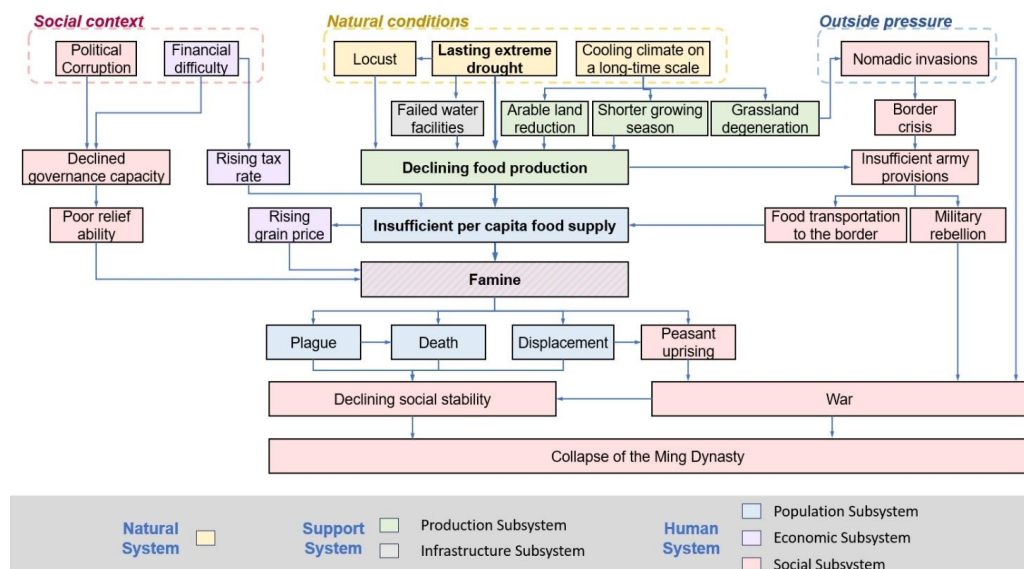 Social context
Natural conditions
Outside pressure
Political
Corruption
Financial
difficulty
Locust
Lasting extreme
drought
Cooling climate on
a long-time scale
Nomadic invasions
Failed water
facilities
Arable land
reduction
Shorter growing
season
Grassland
degeneration
Border
crisis
Declined
governance capacity
Rising tax
rate
Declining food production
Insufficient army
provisions
Poor relief
ability
Rising
grain price
Insufficient per capita food supply
Food transportation
to the border
Military
rebellion
Famine
Plague
Death
Displacement
Peasant
uprising
Declining social stability
War
Collapse of the Ming Dynasty
Natural
System
Support
System
Production Subsystem
Infrastructure Subsystem
Human
System
Population Subsystem
Economic Subsystem
Social Subsystem